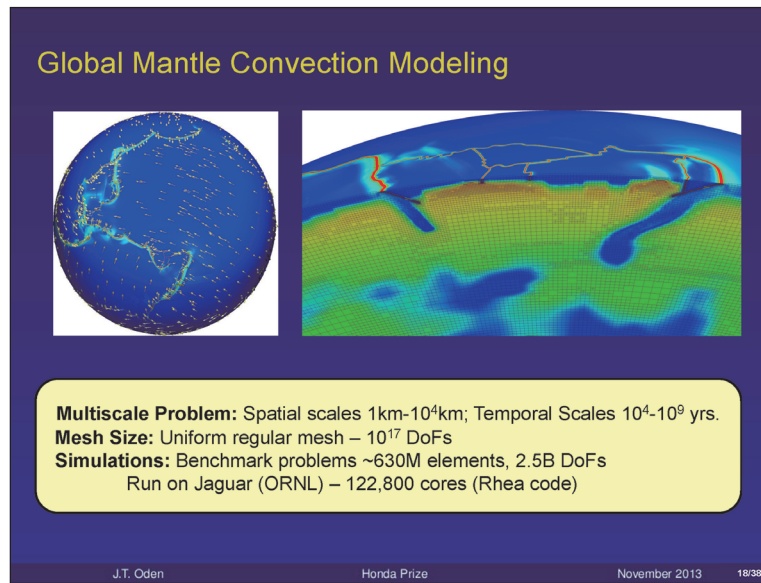 Global Mantle Convection Modeling
Multiscale Problem: Spatial scales 1km-10⁴km; Temporal Scales 10⁴-10⁹ yrs.
Mesh Size: Uniform regular mesh – 10¹⁷ DoFs
Simulations: Benchmark problems ~630M elements, 2.5B DoFs
Run on Jaguar (ORNL) – 122,800 cores (Rhea code)
J.T. Oden Honda Prize November 2013 18/38